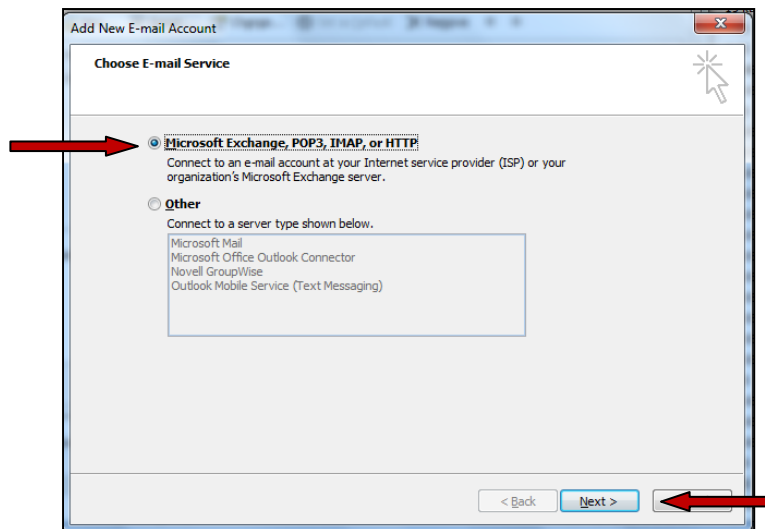 Add New E-mail Account
Choose E-mail Service
Microsoft Exchange, POP3, IMAP, or HTTP
Connect to an e-mail account at your Internet service provider (ISP) or your
organization's Microsoft Exchange server.
Other
Connect to a server type shown below.
Microsoft Mail
Microsoft Office Outlook Connector
Novell GroupWise
Outlook Mobile Service (Text Messaging)
< Back
Next >